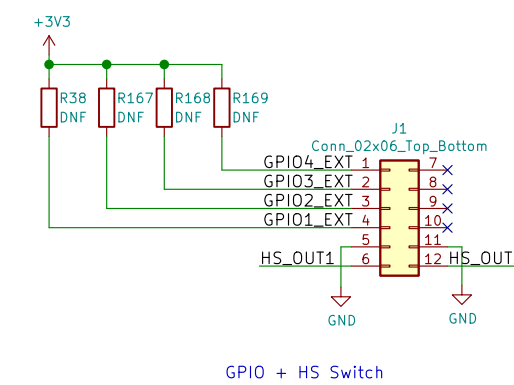 +3V3
R38
DNF
R167
DNF
R168
DNF
R169
DNF
J1
Conn_02x06_Top_Bottom
GPIO4_EXT 1 7
GPIO3_EXT 2 8
GPIO2_EXT 3 9
GPIO1_EXT 4 10
5 11
HS_OUT1 6 12 HS_OUT
GND
GND
GPIO + HS Switch